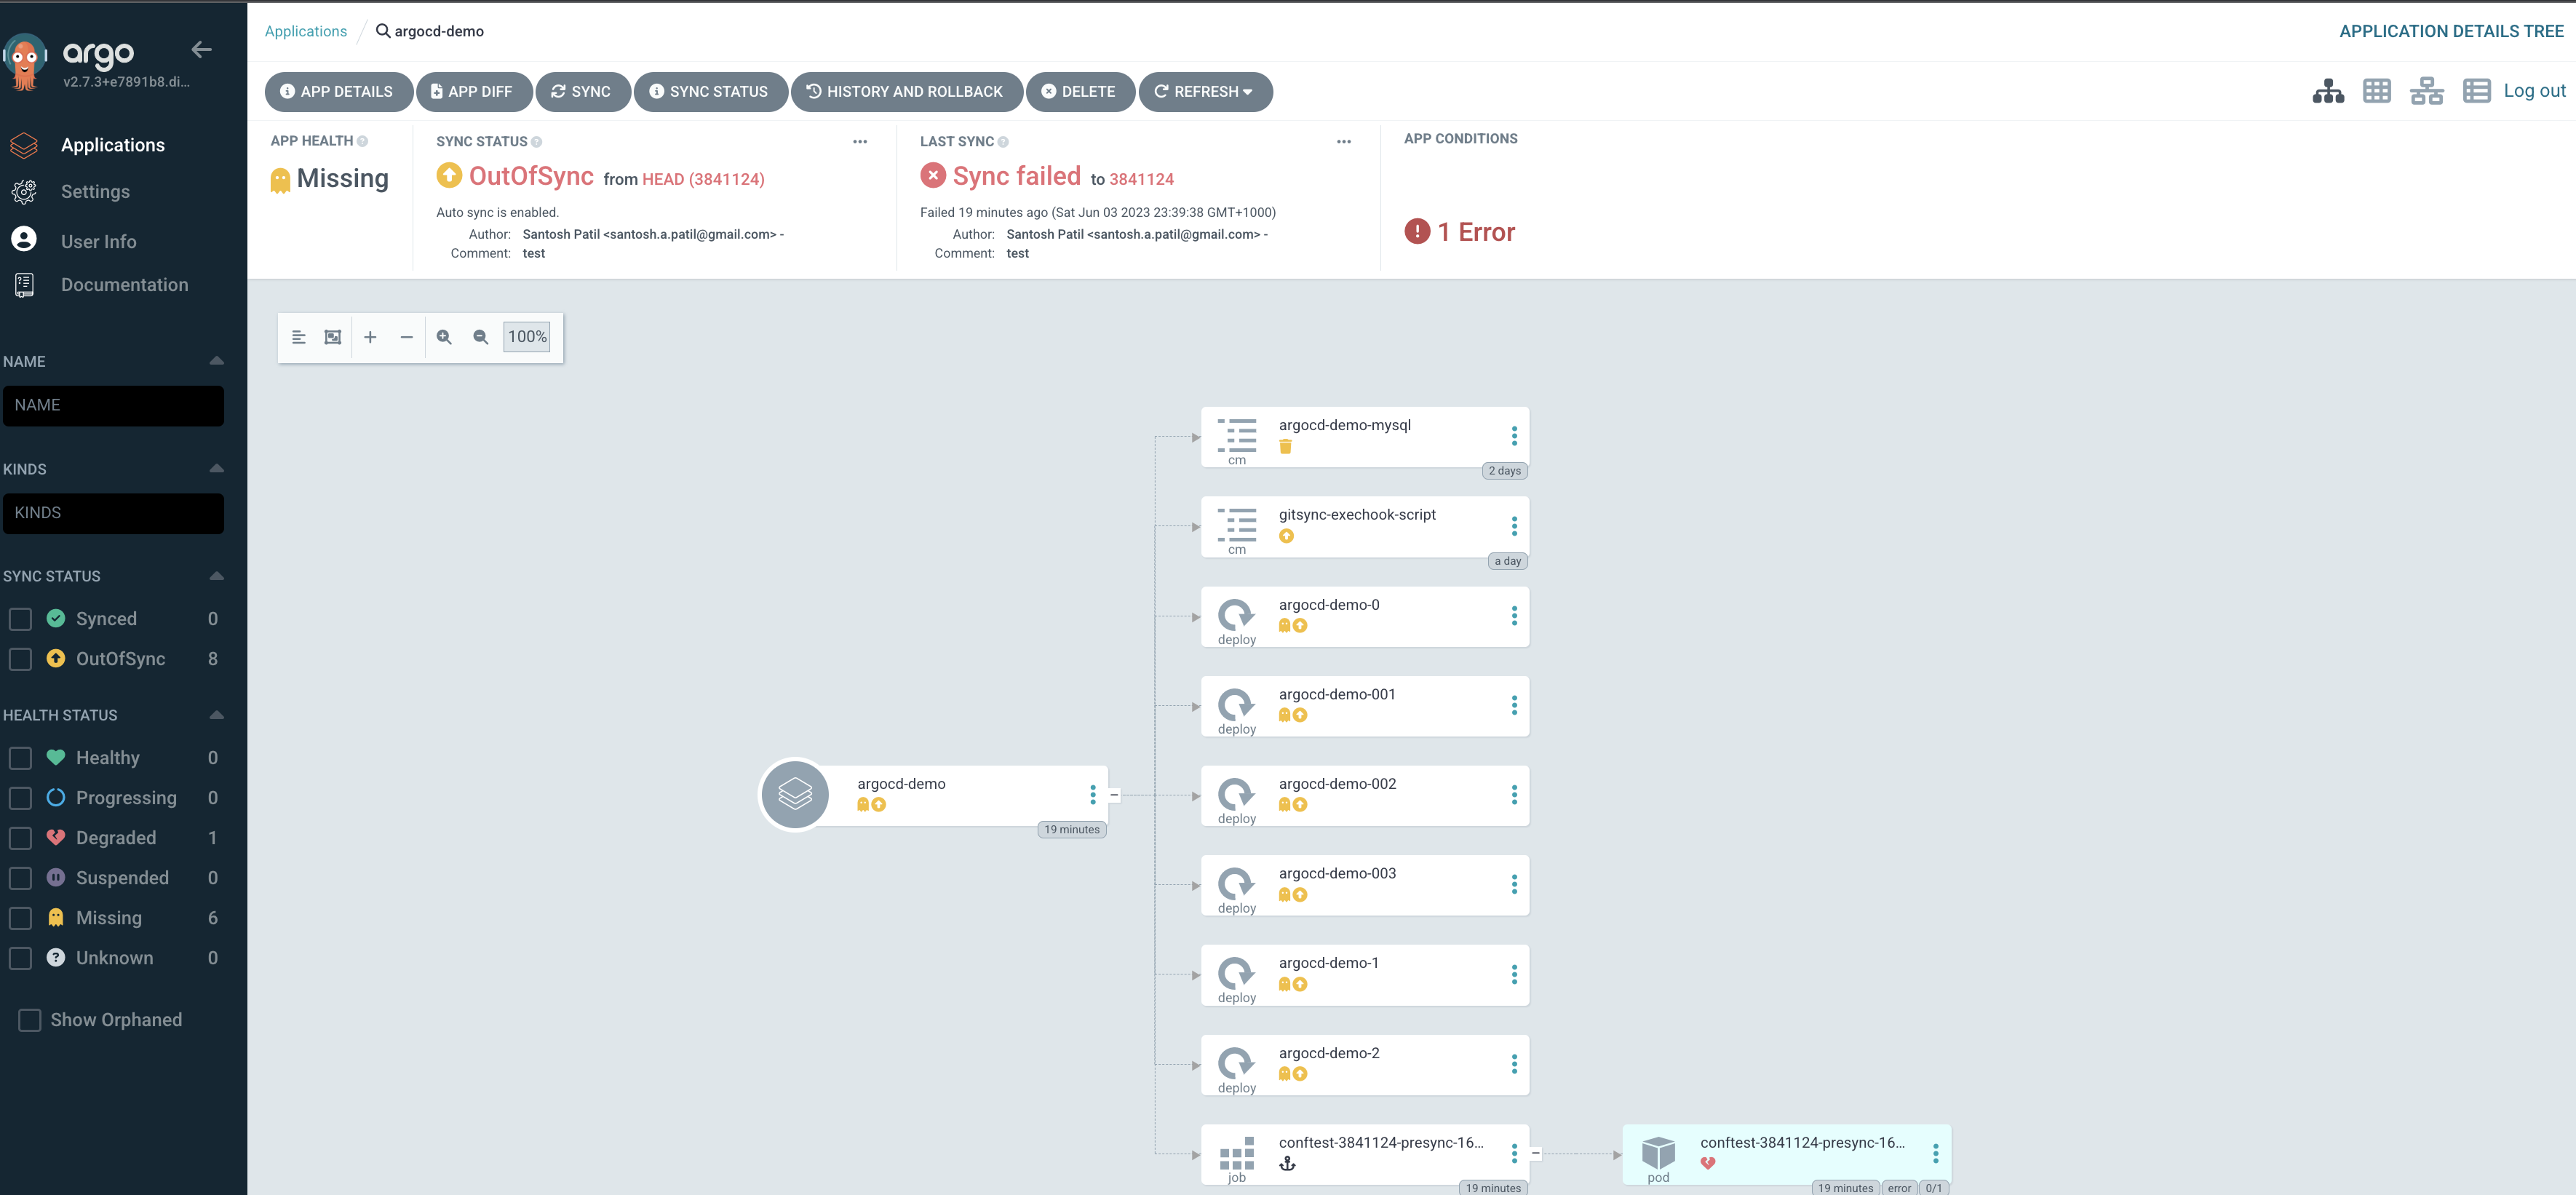 argo
v2.7.3+e7891b8.di...
Applications
Settings
User Info
Documentation
NAME
NAME
KINDS
KINDS
SYNC STATUS
Synced 0
OutOfSync 8
HEALTH STATUS
Healthy 0
Progressing 0
Degraded 1
Suspended 0
Missing 6
Unknown 0
Show Orphaned
Applications / argocd-demo
APPLICATION DETAILS TREE
APP DETAILS APP DIFF SYNC SYNC STATUS HISTORY AND ROLLBACK DELETE REFRESH
Log out
APP HEALTH
Missing
SYNC STATUS
OutOfSync from HEAD (3841124)
Auto sync is enabled.
Author: Santosh Patil <santosh.a.patil@gmail.com> -
Comment: test
LAST SYNC
Sync failed to 3841124
Failed 19 minutes ago (Sat Jun 03 2023 23:39:38 GMT+1000)
Author: Santosh Patil <santosh.a.patil@gmail.com> -
Comment: test
APP CONDITIONS
1 Error
100%
argocd-demo
19 minutes
argocd-demo-mysql
cm
2 days
gitsync-exechook-script
cm
a day
argocd-demo-0
deploy
argocd-demo-001
deploy
argocd-demo-002
deploy
argocd-demo-003
deploy
argocd-demo-1
deploy
argocd-demo-2
deploy
conftest-3841124-presync-16...
job
19 minutes
conftest-3841124-presync-16...
pod
19 minutes error 0/1